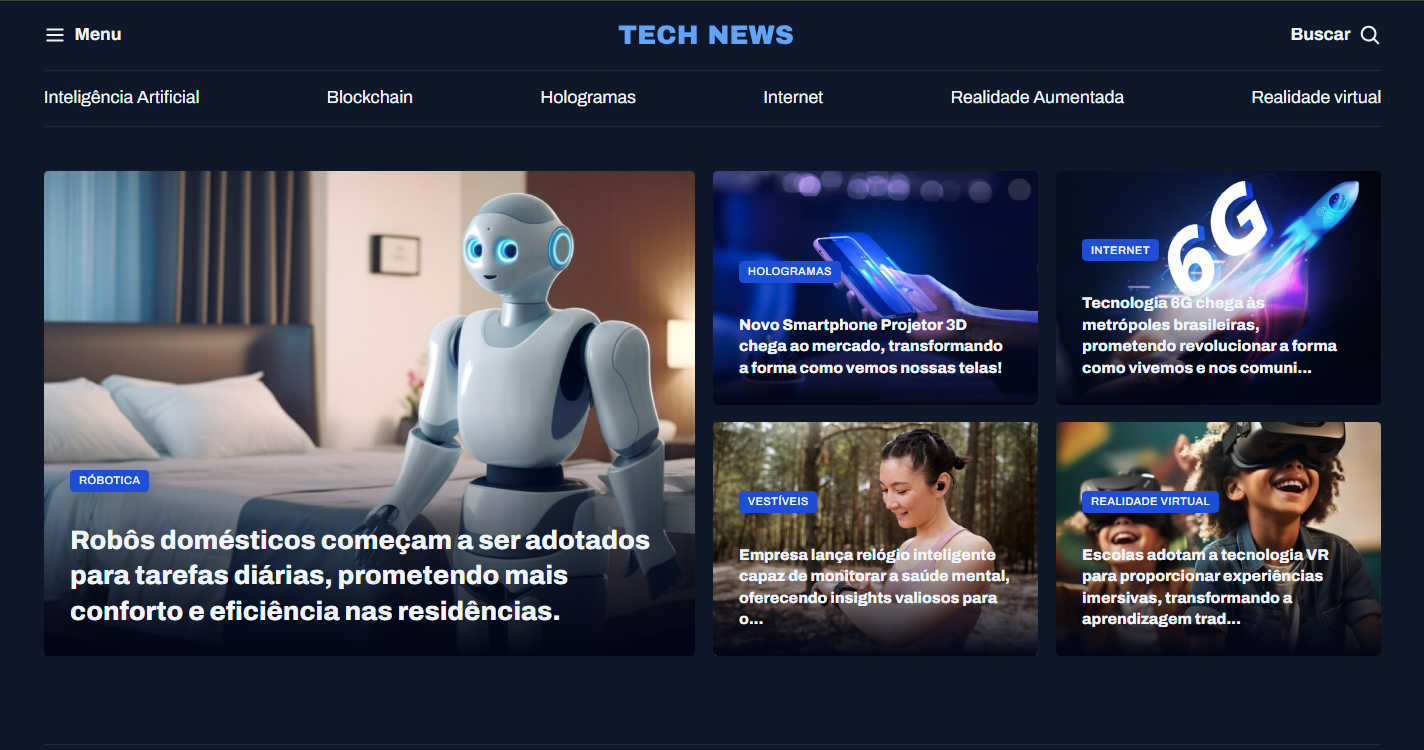 Menu
TECH NEWS
Buscar
Inteligência Artificial
Blockchain
Hologramas
Internet
Realidade Aumentada
Realidade virtual
RÓBOTICA
Robôs domésticos começam a ser adotados
para tarefas diárias, prometendo mais
conforto e eficiência nas residências.
HOLOGRAMAS
Novo Smartphone Projetor 3D
chega ao mercado, transformando
a forma como vemos nossas telas!
6G
INTERNET
Tecnologia 6G chega às
metrópoles brasileiras,
prometendo revolucionar a forma
como vivemos e nos comuni...
VESTÍVEIS
Empresa lança relógio inteligente
capaz de monitorar a saúde mental,
oferecendo insights valiosos para
o...
REALIDADE VIRTUAL
Escolas adotam a tecnologia VR
para proporcionar experiências
imersivas, transformando a
aprendizagem trad...